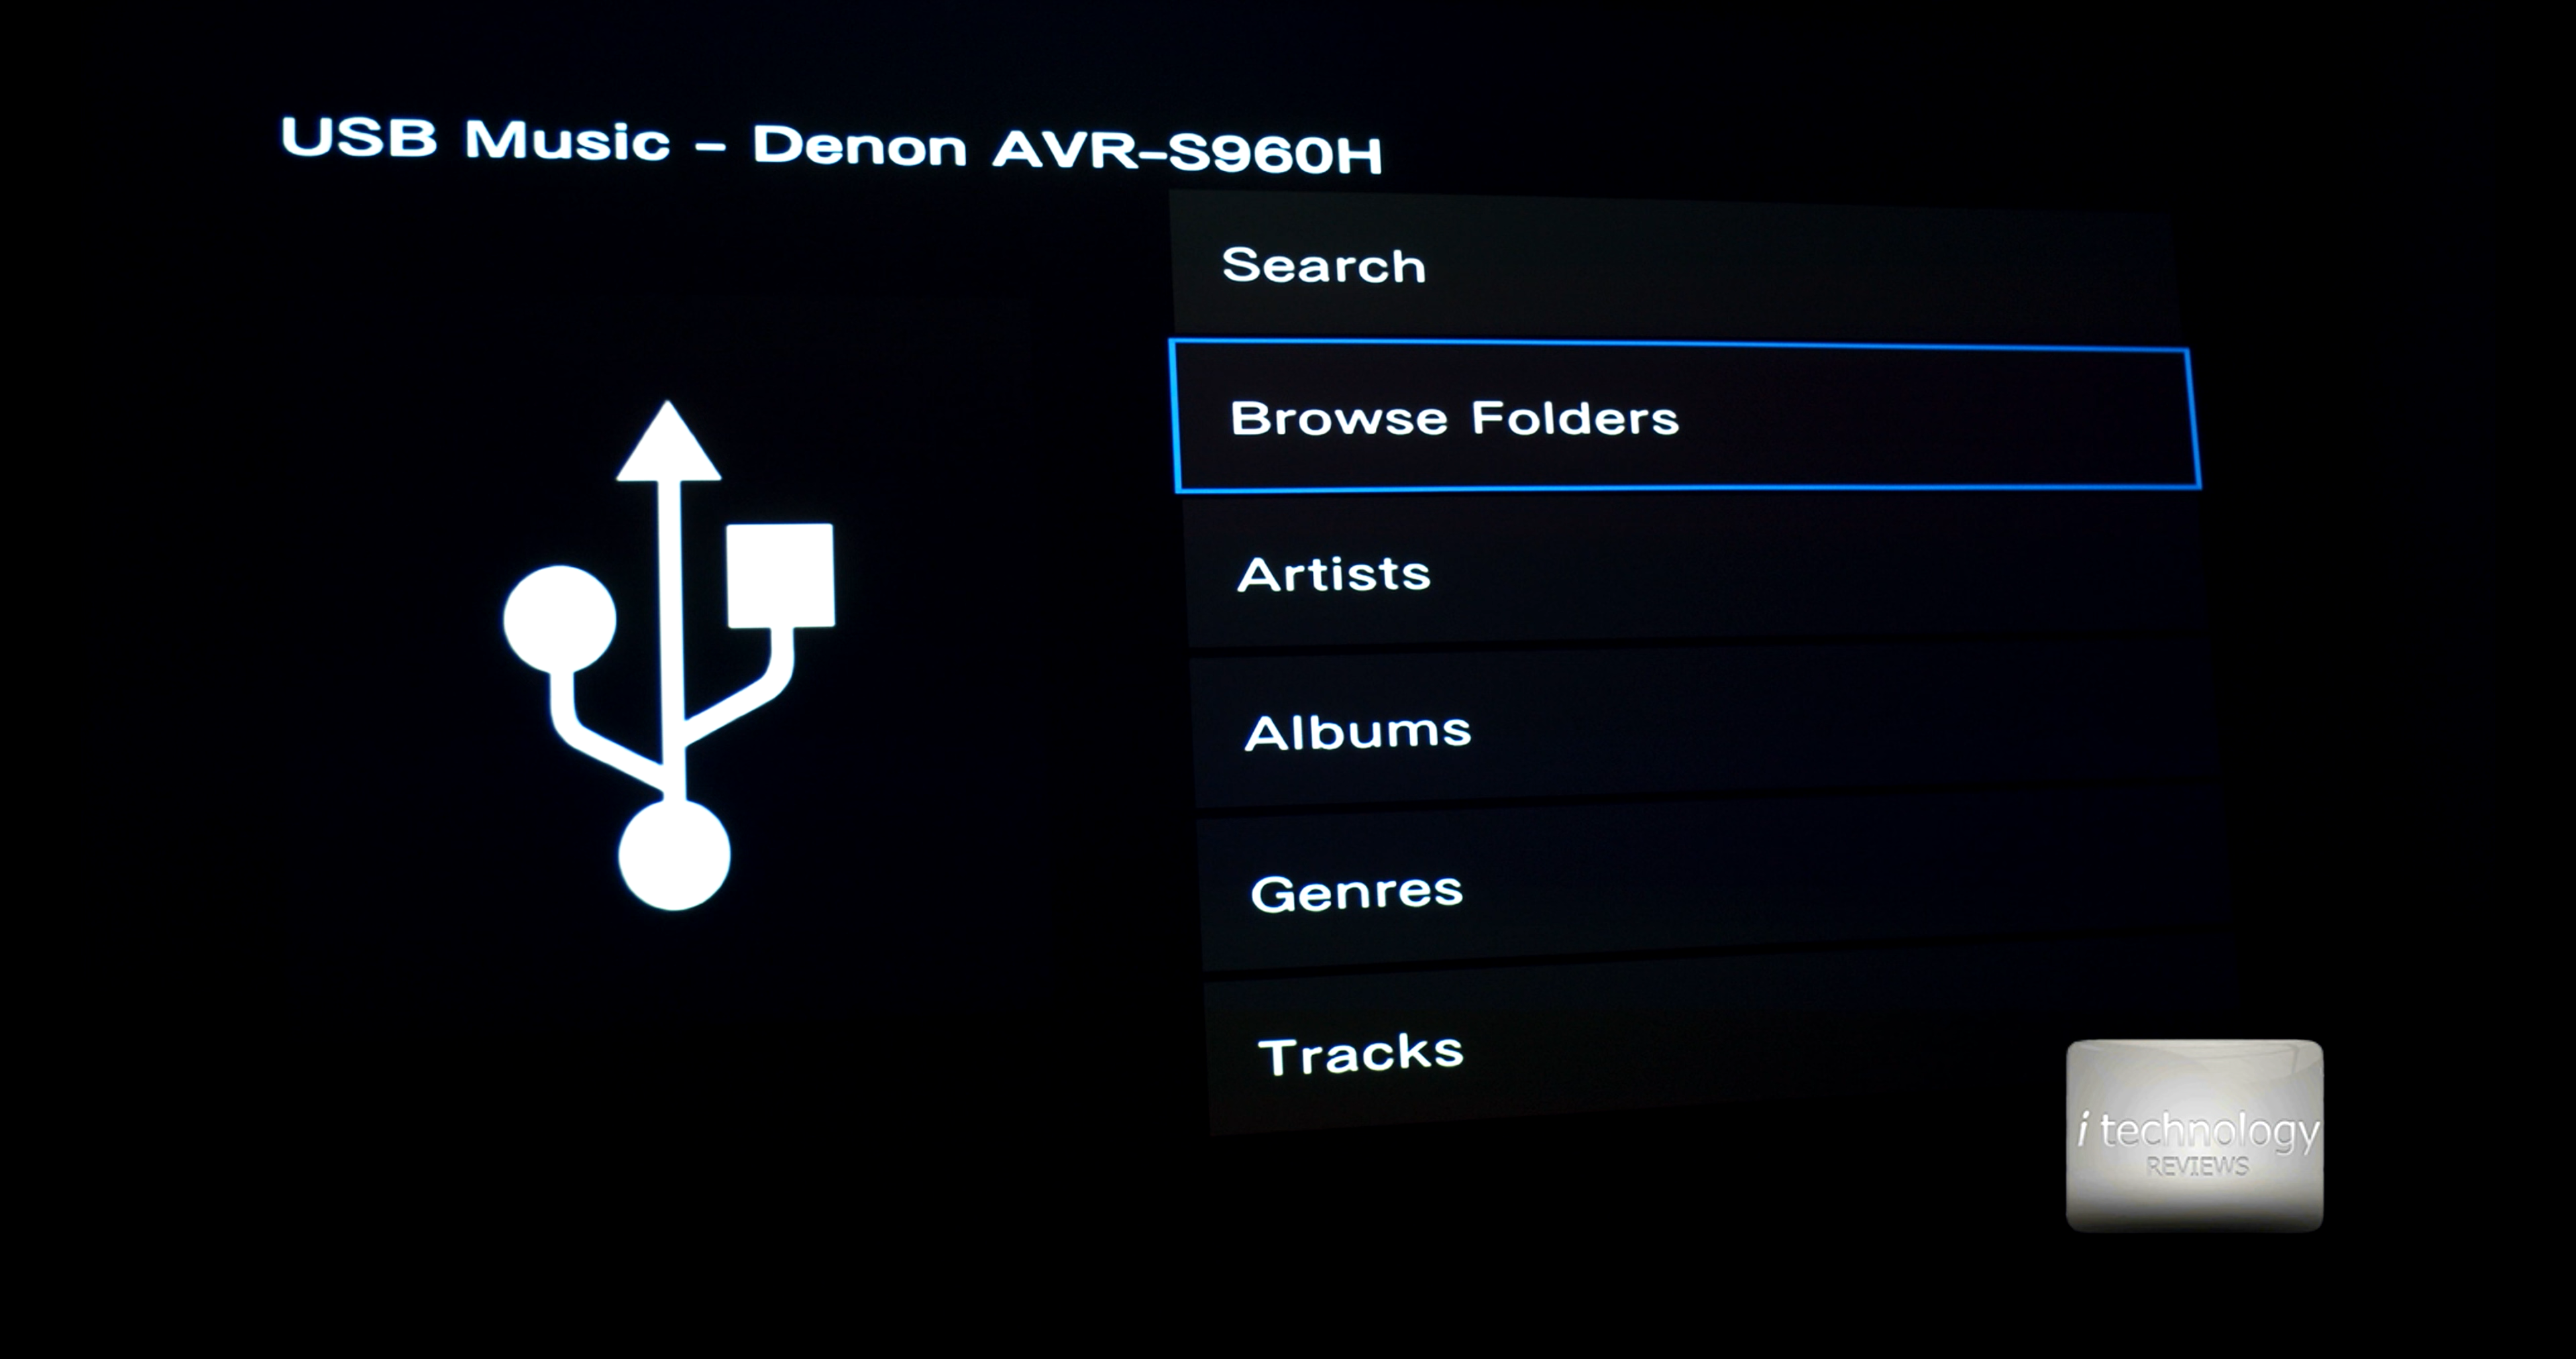 USB Music - Denon AVR-S960H
Search
Browse Folders
Artists
Albums
Genres
Tracks
i technology
REVIEWS